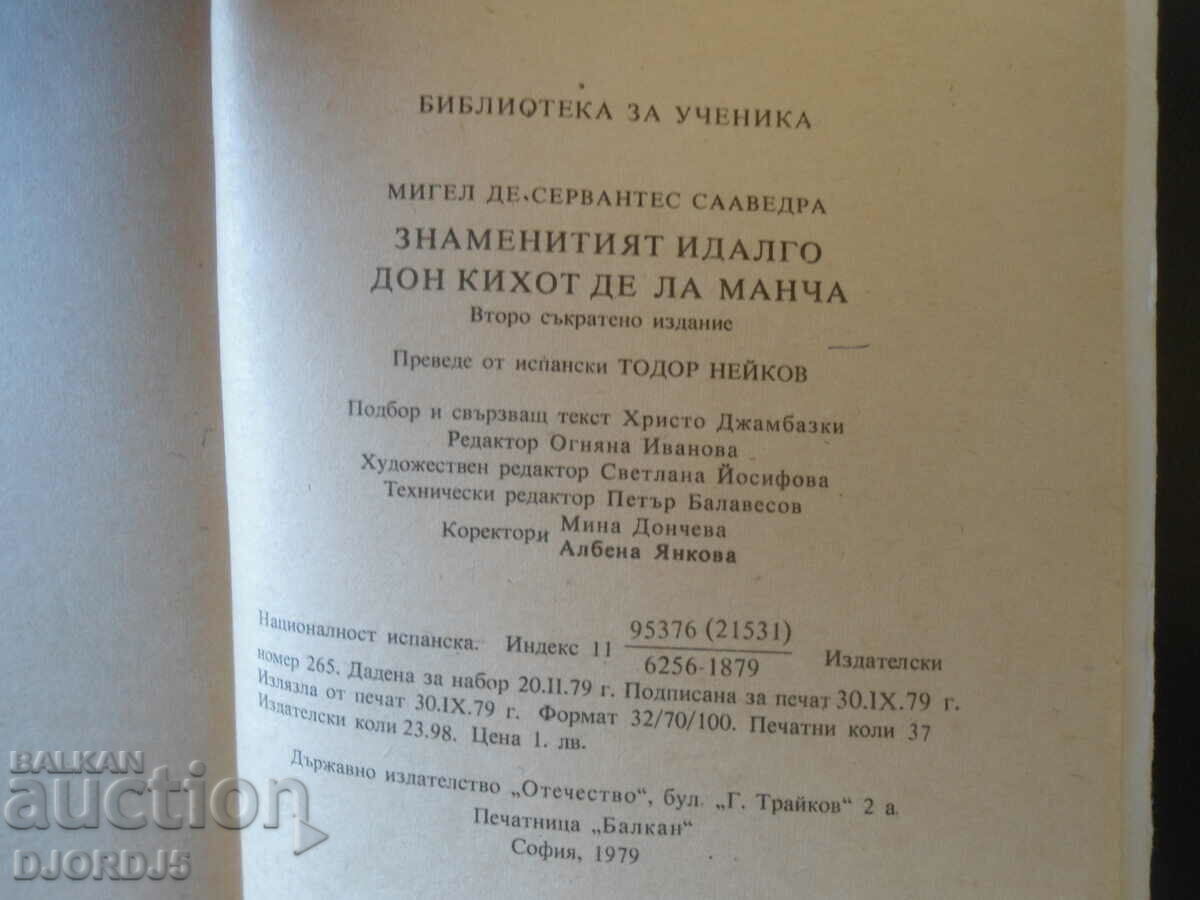 БИБЛИОТЕКА ЗА УЧЕНИКА
МИГЕЛ ДЕ СЕРВАНТЕС СААВЕДРА
ЗНАМЕНИТИЯТ ИДАЛГО
ДОН КИХОТ ДЕ ЛА МАНЧА
Второ съкратено издание
Преведе от испански ТОДОР НЕЙКОВ
Подбор и свързващ текст Христо Джамбазки
Редактор Огняна Иванова
Художествен редактор Светлана Йосифова
Технически редактор Петър Балавесов
Коректори Мина Дончева
Албена Янкова
Националност испанска. Индекс 11 95376 (21531) / 6256-1879 Издателски
номер 265. Дадена за набор 20.II.79 г. Подписана за печат 30.IX.79 г.
Излязла от печат 30.IX.79 г. Формат 32/70/100. Печатни коли 37
Издателски коли 23.98. Цена 1. лв.
Държавно издателство „Отечество“, бул. „Г. Трайков“ 2 а.
Печатница „Балкан“
София, 1979
BALKAN
auction
DJORDJ5